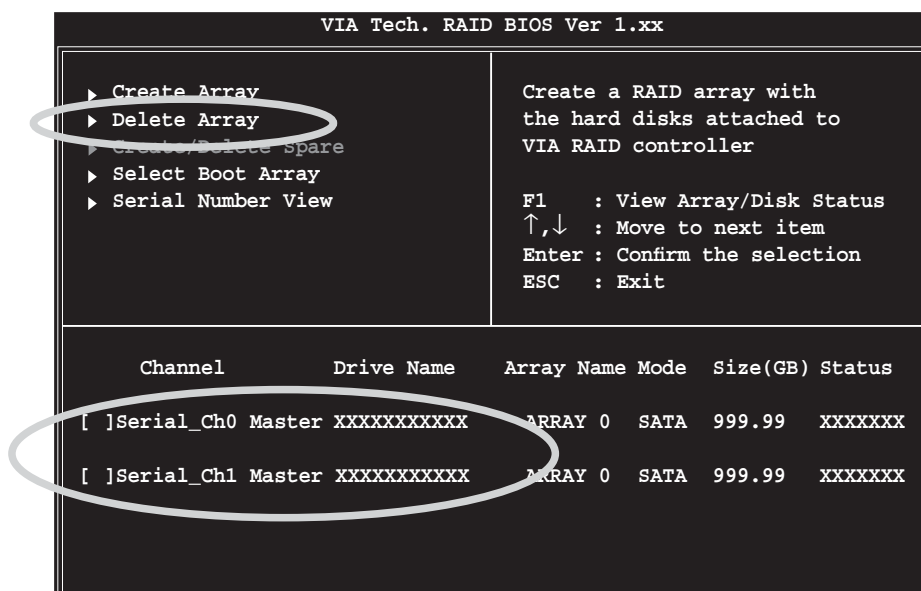 VIA Tech. RAID BIOS Ver 1.xx
Create Array
Delete Array
Create/Delete Spare
Select Boot Array
Serial Number View
Create a RAID array with
the hard disks attached to
VIA RAID controller
F1 : View Array/Disk Status
↑,↓ : Move to next item
Enter : Confirm the selection
ESC : Exit
Channel Drive Name Array Name Mode Size(GB) Status
[ ]Serial_Ch0 Master XXXXXXXXXXX ARRAY 0 SATA 999.99 XXXXXXX
[ ]Serial_Ch1 Master XXXXXXXXXXX ARRAY 0 SATA 999.99 XXXXXXX